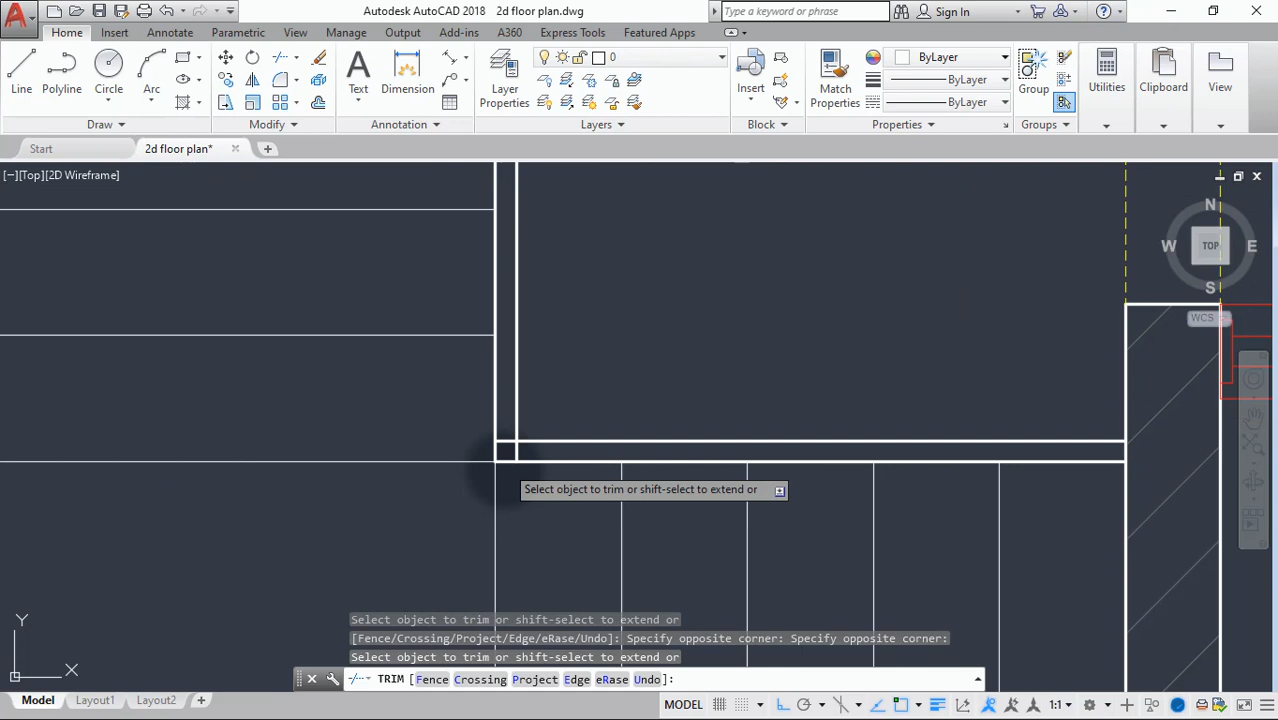 Autodesk AutoCAD 2018 2d floor plan.dwg
Type a keyword or phrase
Sign In
Home Insert Annotate Parametric View Manage Output Add-ins A360 Express Tools Featured Apps
Line Polyline Circle Arc
Text Dimension
Layer Properties
0
Insert
Match Properties
ByLayer
ByLayer
ByLayer
Group
Utilities Clipboard View
Draw Modify Annotation Layers Block Properties Groups
Start 2d floor plan*
[−][Top][2D Wireframe]
N
W TOP E
S
WCS
Select object to trim or shift-select to extend or
Select object to trim or shift-select to extend or
[Fence/Crossing/Project/Edge/eRase/Undo]: Specify opposite corner: Specify opposite corner:
Select object to trim or shift-select to extend or
TRIM [Fence Crossing Project Edge eRase Undo]:
Y
X
Model Layout1 Layout2
MODEL 1:1